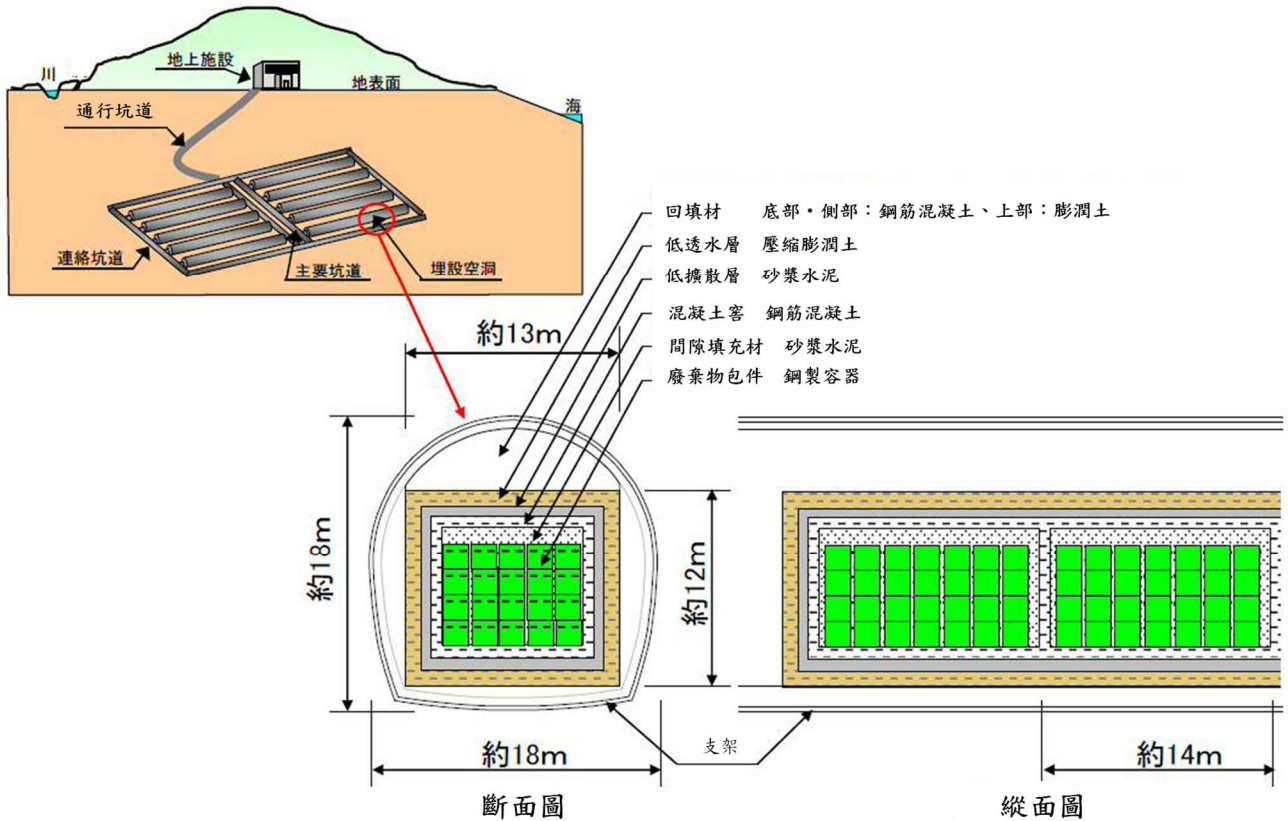 地上施設
川
地表面
海
通行坑道
連絡坑道
主要坑道
埋設空洞
回填材 底部・側部：鋼筋混凝土、上部：膨潤土
低透水層 壓縮膨潤土
低擴散層 砂漿水泥
混凝土窖 鋼筋混凝土
間隙填充材 砂漿水泥
廢棄物包件 鋼製容器
約13m
約18m
約12m
支架
約18m
約14m
斷面圖
縱面圖